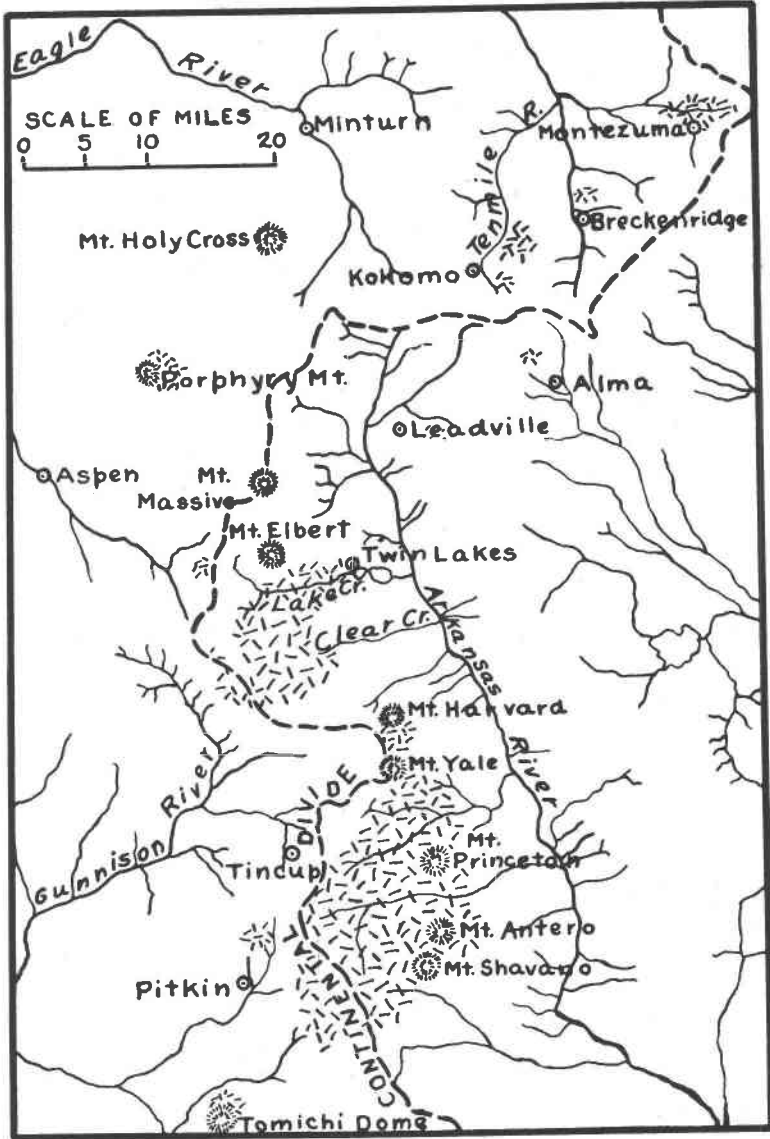 Eagle River
SCALE OF MILES
0 5 10 20
Minturn
Tenmile R.
Montezuma
Breckenridge
Mt. Holy Cross
Kokomo
Porphyry Mt.
Alma
Leadville
Aspen
Mt.
Massiv
Mt. Elbert
Twin Lakes
Lake Cr.
Clear Cr.
Arkansas River
Mt. Harvard
Mt. Yale
CONTINENTAL DIVIDE
Gunnison River
Tincup
Mt.
Princeton
Mt. Antero
Mt. Shavano
Pitkin
Tomichi Dome